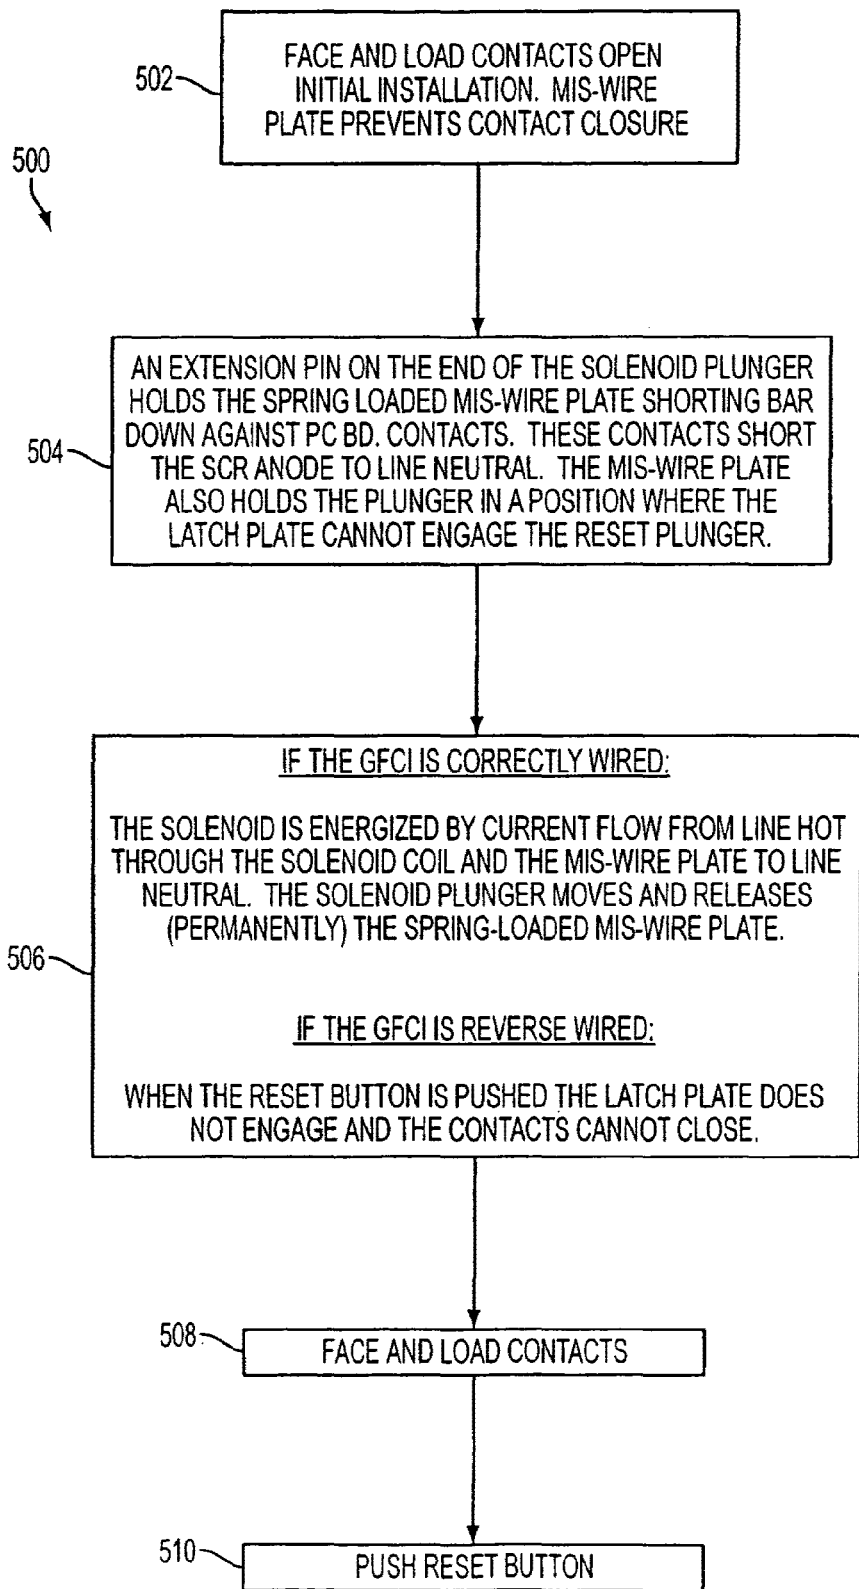 502
FACE AND LOAD CONTACTS OPEN
INITIAL INSTALLATION. MIS-WIRE
PLATE PREVENTS CONTACT CLOSURE
500
504
AN EXTENSION PIN ON THE END OF THE SOLENOID PLUNGER
HOLDS THE SPRING LOADED MIS-WIRE PLATE SHORTING BAR
DOWN AGAINST PC BD. CONTACTS. THESE CONTACTS SHORT
THE SCR ANODE TO LINE NEUTRAL. THE MIS-WIRE PLATE
ALSO HOLDS THE PLUNGER IN A POSITION WHERE THE
LATCH PLATE CANNOT ENGAGE THE RESET PLUNGER.
506
IF THE GFCI IS CORRECTLY WIRED:
THE SOLENOID IS ENERGIZED BY CURRENT FLOW FROM LINE HOT
THROUGH THE SOLENOID COIL AND THE MIS-WIRE PLATE TO LINE
NEUTRAL. THE SOLENOID PLUNGER MOVES AND RELEASES
(PERMANENTLY) THE SPRING-LOADED MIS-WIRE PLATE.
IF THE GFCI IS REVERSE WIRED:
WHEN THE RESET BUTTON IS PUSHED THE LATCH PLATE DOES
NOT ENGAGE AND THE CONTACTS CANNOT CLOSE.
508
FACE AND LOAD CONTACTS
510
PUSH RESET BUTTON